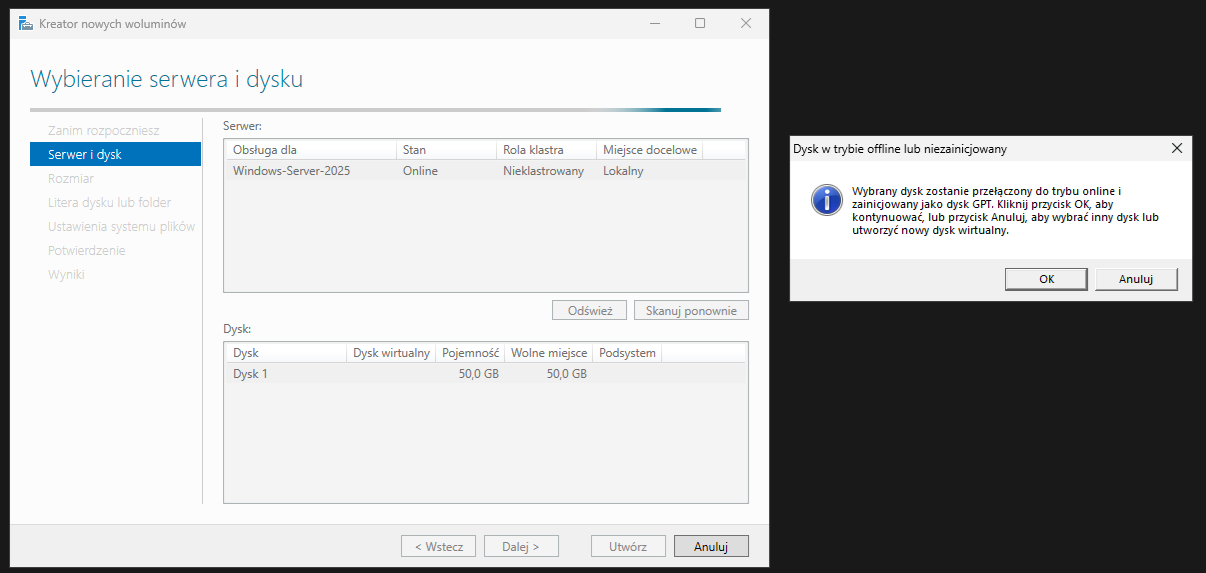 Kreator nowych woluminów
Wybieranie serwera i dysku
Zanim rozpoczniesz
Serwer i dysk
Rozmiar
Litera dysku lub folder
Ustawienia systemu plików
Potwierdzenie
Wyniki
Serwer:
Obsługa dla Stan Rola klastra Miejsce docelowe
Windows-Server-2025 Online Nieklastrowany Lokalny
Odśwież Skanuj ponownie
Dysk:
Dysk Dysk wirtualny Pojemność Wolne miejsce Podsystem
Dysk 1 50,0 GB 50,0 GB
< Wstecz Dalej > Utwórz Anuluj
Dysk w trybie offline lub niezainicjowany
Wybrany dysk zostanie przełączony do trybu online i
zainicjowany jako dysk GPT. Kliknij przycisk OK, aby
kontynuować, lub przycisk Anuluj, aby wybrać inny dysk lub
utworzyć nowy dysk wirtualny.
OK Anuluj